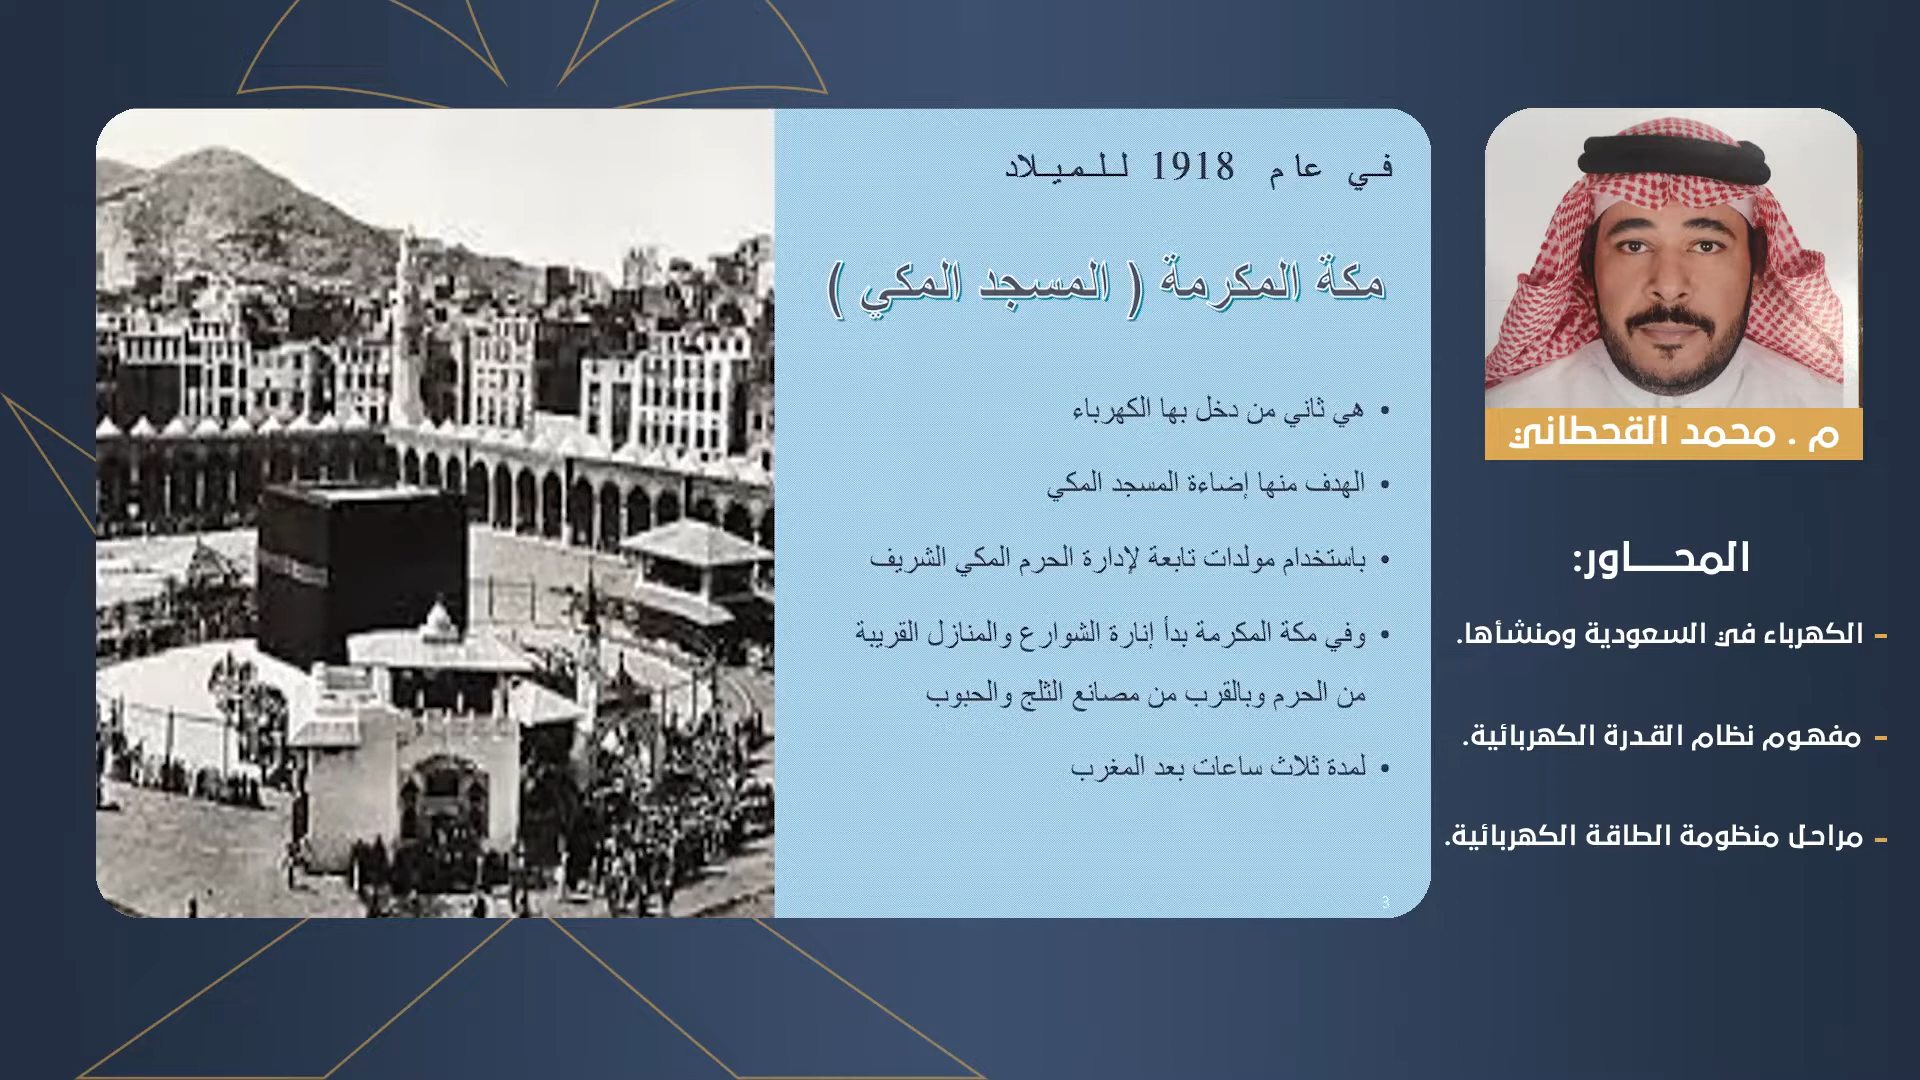 في عام 1918 للميلاد
مكة المكرمة ( المسجد المكي )
• هي ثاني من دخل بها الكهرباء
• الهدف منها إضاءة المسجد المكي
• باستخدام مولدات تابعة لإدارة الحرم المكي الشريف
• وفي مكة المكرمة بدأ إنارة الشوارع والمنازل القريبة
من الحرم وبالقرب من مصانع الثلج والحبوب
• لمدة ثلاث ساعات بعد المغرب
3
م . محمد القحطاني
المحـــاور:
- الكهرباء في السعودية ومنشأها.
- مفهوم نظام القدرة الكهربائية.
- مراحل منظومة الطاقة الكهربائية.